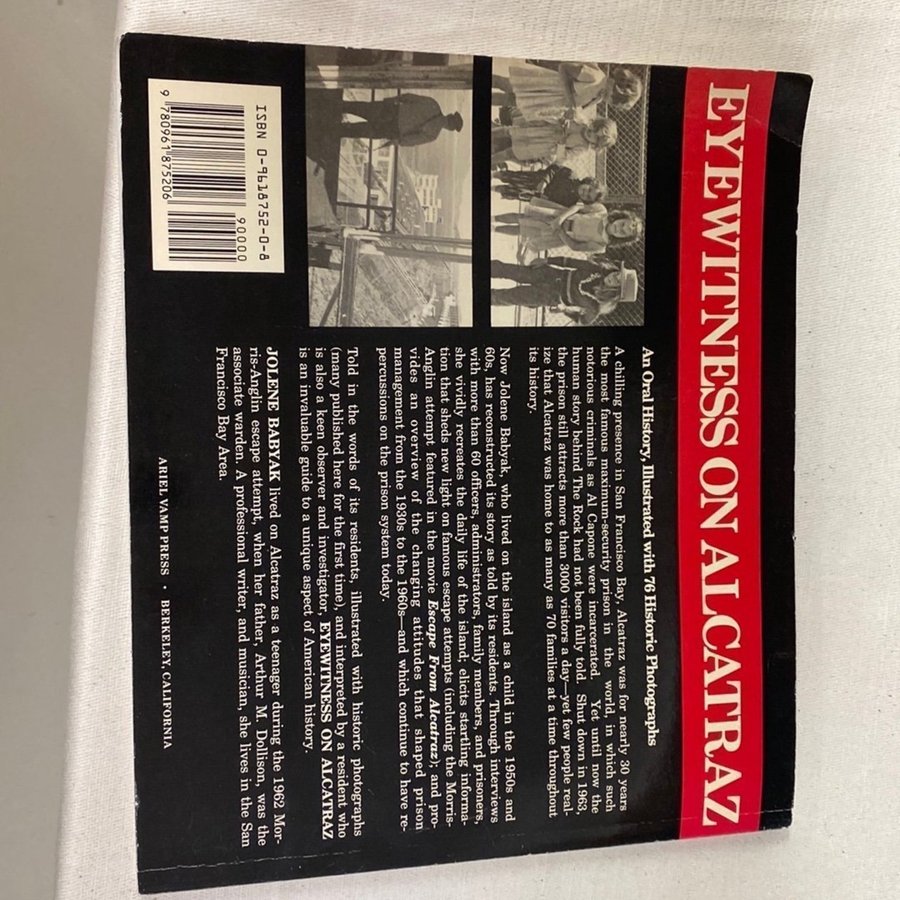 EYEWITNESS ON ALCATRAZ
An Oral History, Illustrated with 76 Historic Photographs
A chilling presence in San Francisco Bay, Alcatraz was for nearly 30 years
the most famous maximum-security prison in the world, in which such
notorious criminals as Al Capone were incarcerated. Yet until now the
human story behind The Rock had not been fully told. Shut down in 1963,
the prison still attracts more than 3000 visitors a day—yet few people real-
ize that Alcatraz was home to as many as 70 families at a time throughout
its history.
Now Jolene Babyak, who lived on the island as a child in the 1950s and
60s, has reconstructed its story as told by its residents. Through interviews
with more than 60 officers, administrators, family members, and prisoners,
she vividly recreates the daily life of the island; elicits startling informa-
tion that sheds new light on famous escape attempts (including the Morris-
Anglin attempt featured in the movie Escape From Alcatraz); and pro-
vides an overview of the changing attitudes that shaped prison
management from the 1930s to the 1960s—and which continue to have re-
percussions on the prison system today.
Told in the words of its residents, illustrated with historic photographs
(many published here for the first time), and interpreted by a resident who
is also a keen observer and investigator, EYEWITNESS ON ALCATRAZ
is an invaluable guide to a unique aspect of American history.
JOLENE BABYAK lived on Alcatraz as a teenager during the 1962 Mor-
ris-Anglin escape attempt, when her father, Arthur M. Dollison, was the
associate warden. A professional writer, and musician, she lives in the San
Francisco Bay Area.
ARIEL VAMP PRESS • BERKELEY, CALIFORNIA
ISBN 0-9618752-0-8
90000
9 780961 875206